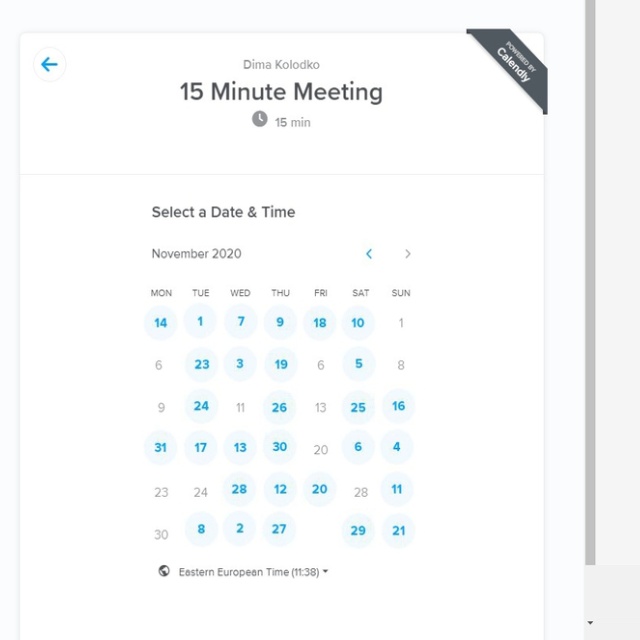 Dima Kolodko
15 Minute Meeting
15 min
POWERED BY
Calendly
Select a Date & Time
November 2020
MON TUE WED THU FRI SAT SUN
14 1 7 9 18 10 1
6 23 3 19 6 5 8
9 24 11 26 13 25 16
31 17 13 30 20 6 4
23 24 28 12 20 28 11
30 8 2 27 29 21
Eastern European Time (11:38)